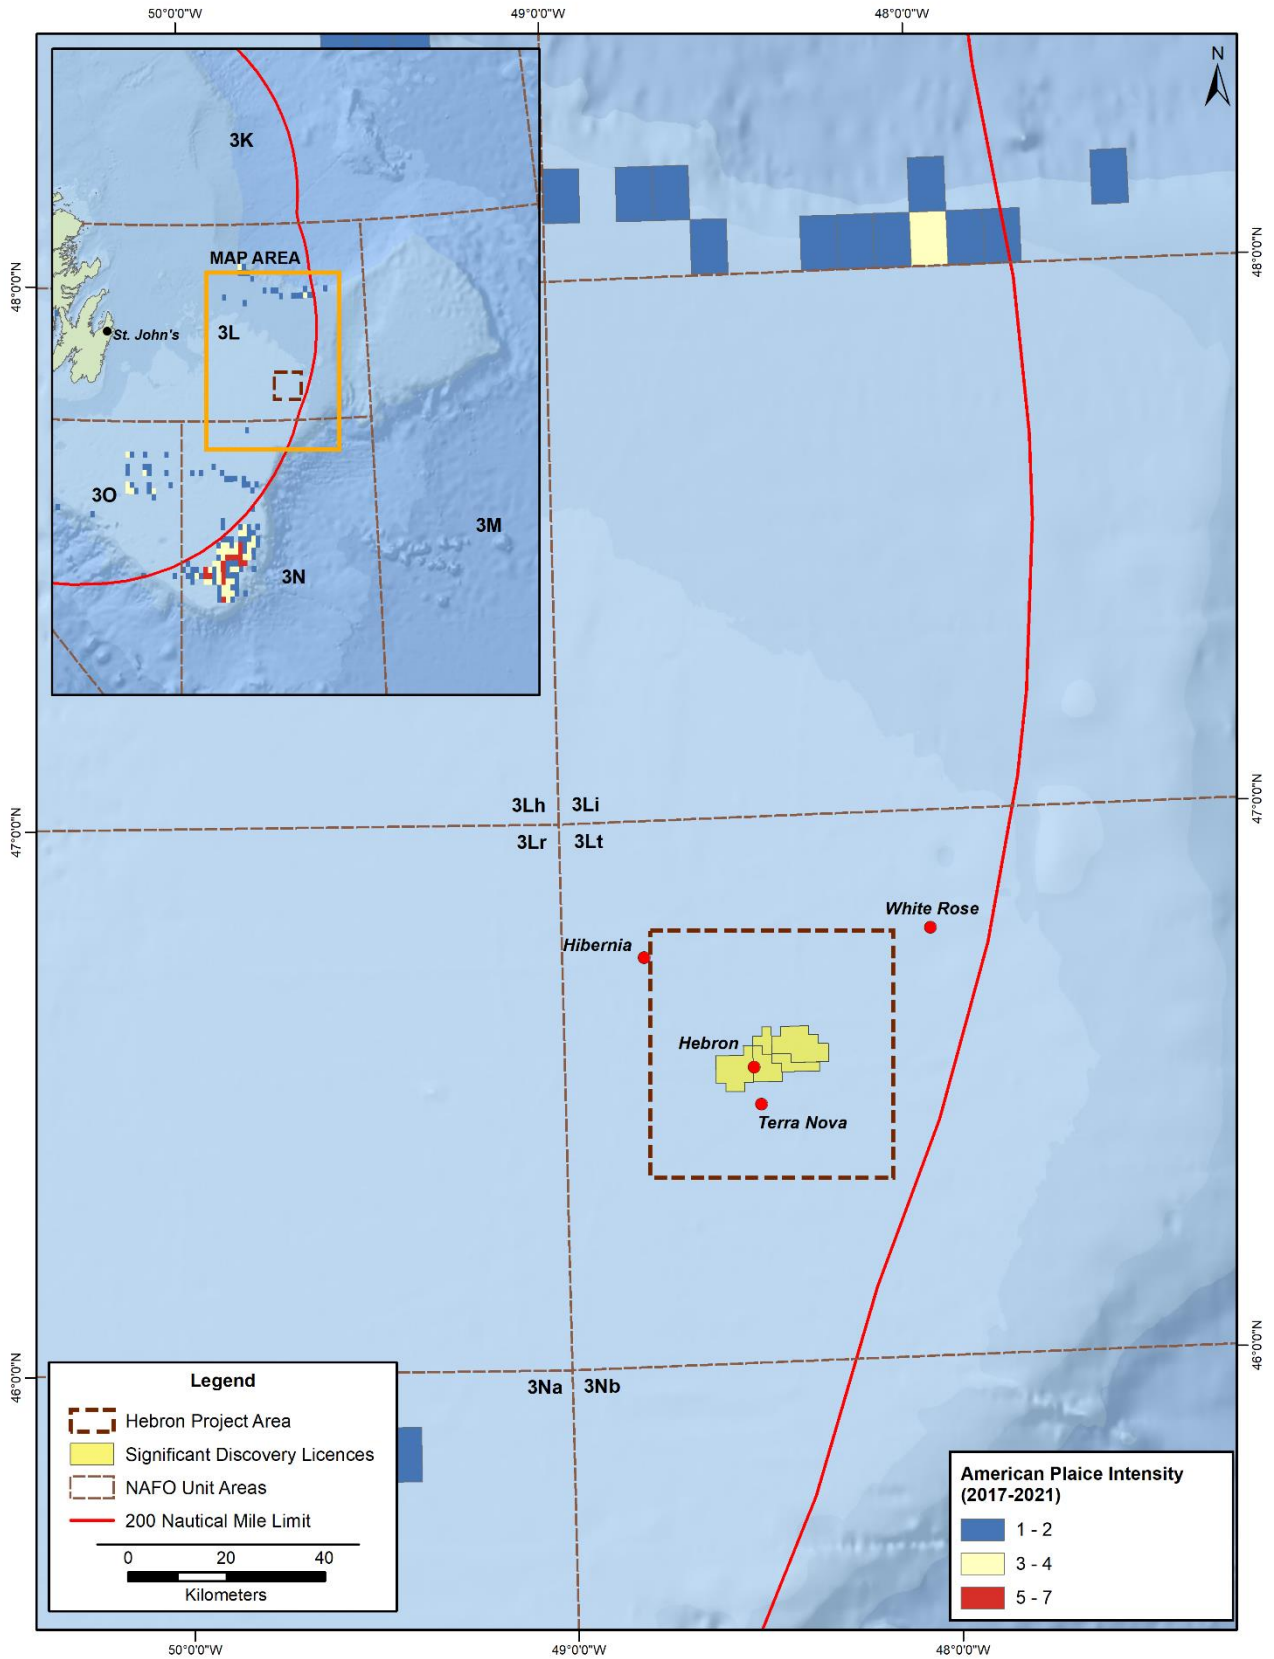 50°0'0"W
49°0'0"W
48°0'0"W
N
3K
MAP AREA
3L
St. John's
3O
3M
3N
48°0'0"N
48°0'0"N
3Lh
3Li
3Lr
3Lt
47°0'0"N
47°0'0"N
White Rose
Hibernia
Hebron
Terra Nova
3Na
3Nb
46°0'0"N
46°0'0"N
Legend
Hebron Project Area
Significant Discovery Licences
NAFO Unit Areas
200 Nautical Mile Limit
0 20 40
Kilometers
American Plaice Intensity
(2017-2021)
1 - 2
3 - 4
5 - 7
50°0'0"W
49°0'0"W
48°0'0"W